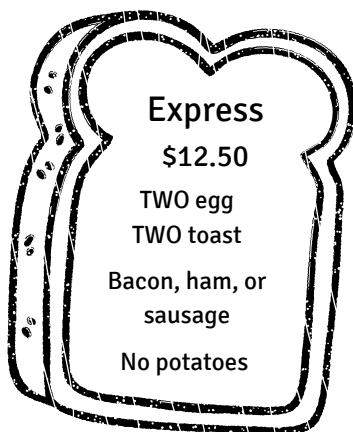 Express
$12.50
TWO egg
TWO toast
Bacon, ham, or
sausage
No potatoes